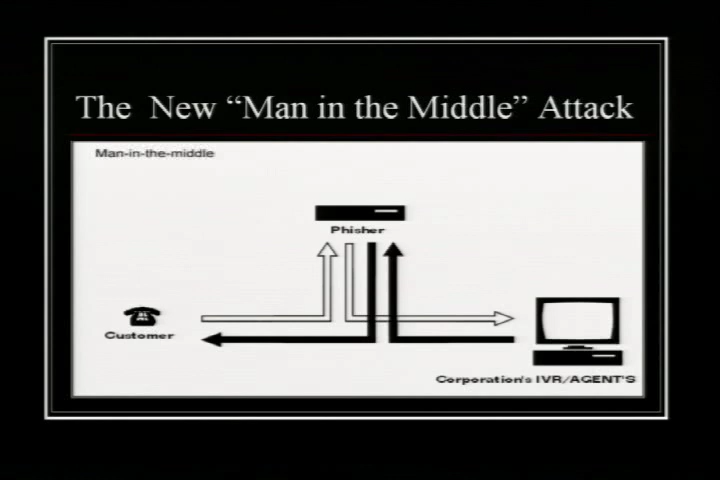 The New “Man in the Middle” Attack
Man-in-the-middle
Phisher
Customer
Corporation's IVR/AGENT'S